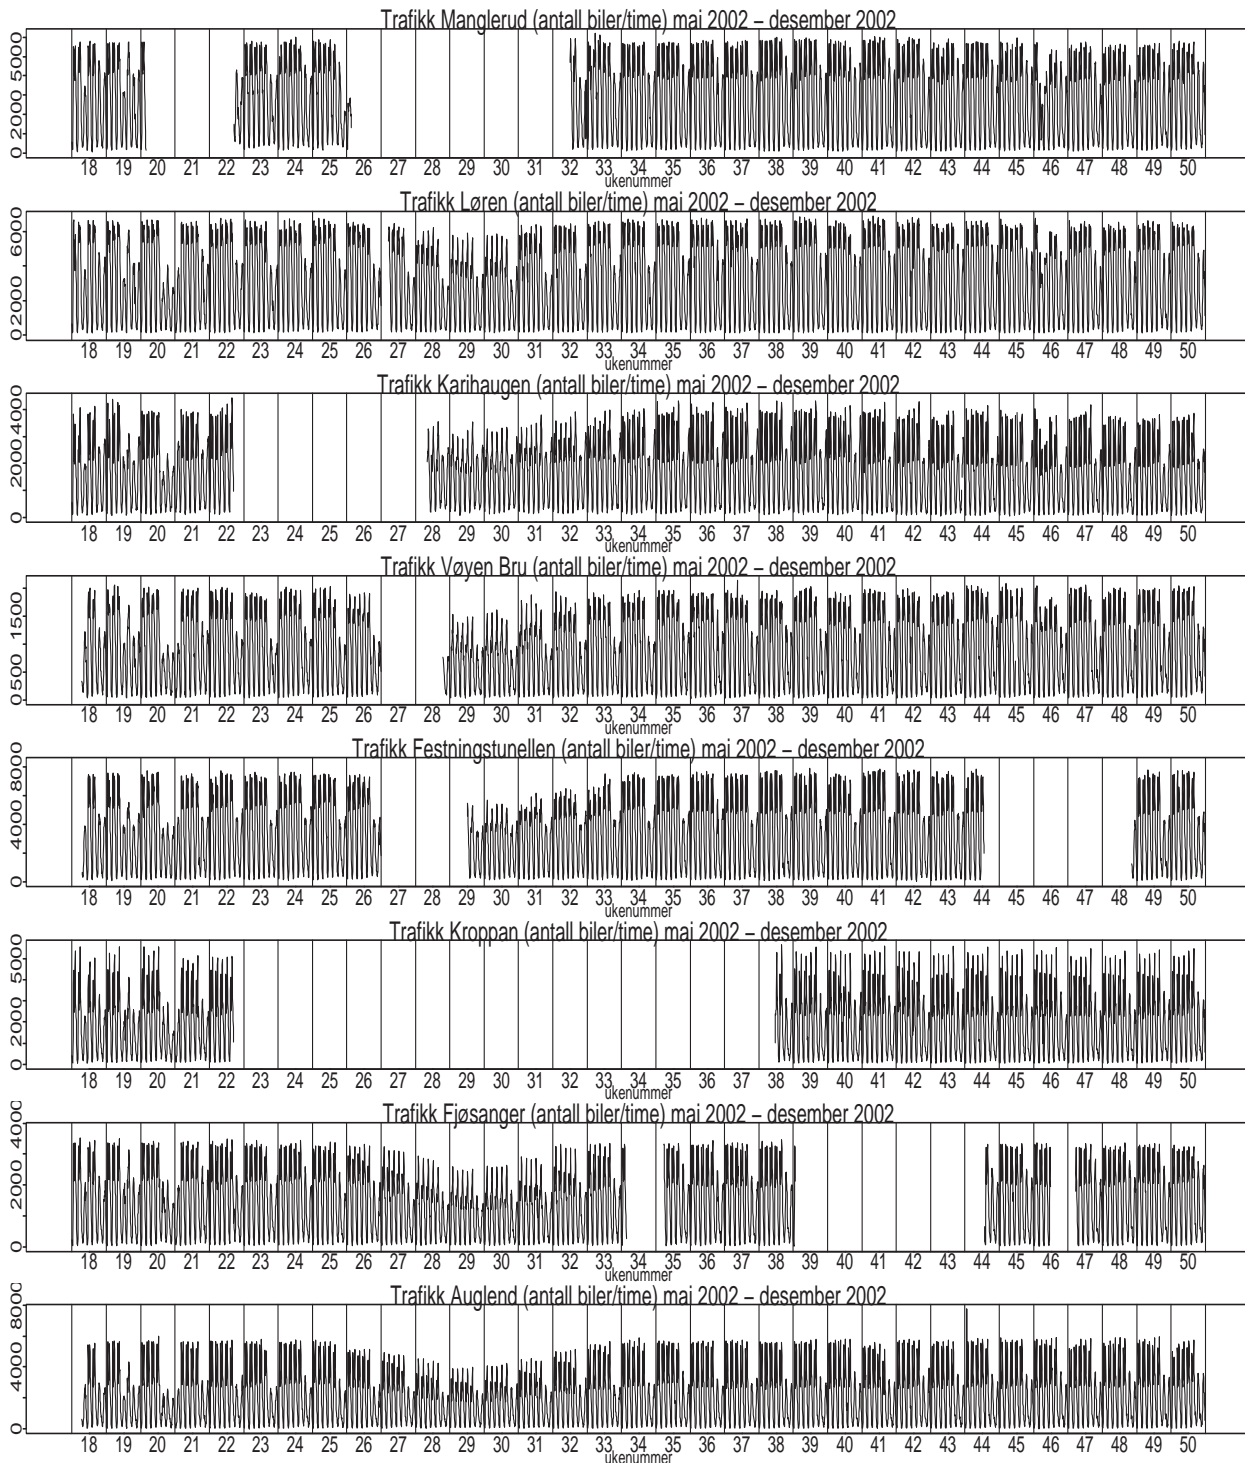 Trafikk Manglerud (antall biler/time) mai 2002 – desember 2002
0 2000 5000
18 19 20 21 22 23 24 25 26 27 28 29 30 31 32 33 34 35 36 37 38 39 40 41 42 43 44 45 46 47 48 49 50
ukenummer
Trafikk Løren (antall biler/time) mai 2002 – desember 2002
0 2000 6000
18 19 20 21 22 23 24 25 26 27 28 29 30 31 32 33 34 35 36 37 38 39 40 41 42 43 44 45 46 47 48 49 50
ukenummer
Trafikk Karihaugen (antall biler/time) mai 2002 – desember 2002
0 2000 4000
18 19 20 21 22 23 24 25 26 27 28 29 30 31 32 33 34 35 36 37 38 39 40 41 42 43 44 45 46 47 48 49 50
ukenummer
Trafikk Vøyen Bru (antall biler/time) mai 2002 – desember 2002
0 500 1500
18 19 20 21 22 23 24 25 26 27 28 29 30 31 32 33 34 35 36 37 38 39 40 41 42 43 44 45 46 47 48 49 50
ukenummer
Trafikk Festningstunellen (antall biler/time) mai 2002 – desember 2002
0 4000 8000
18 19 20 21 22 23 24 25 26 27 28 29 30 31 32 33 34 35 36 37 38 39 40 41 42 43 44 45 46 47 48 49 50
ukenummer
Trafikk Kroppan (antall biler/time) mai 2002 – desember 2002
0 2000 5000
18 19 20 21 22 23 24 25 26 27 28 29 30 31 32 33 34 35 36 37 38 39 40 41 42 43 44 45 46 47 48 49 50
ukenummer
Trafikk Fjøsanger (antall biler/time) mai 2002 – desember 2002
0 2000 4000
18 19 20 21 22 23 24 25 26 27 28 29 30 31 32 33 34 35 36 37 38 39 40 41 42 43 44 45 46 47 48 49 50
ukenummer
Trafikk Auglend (antall biler/time) mai 2002 – desember 2002
0 4000 8000
18 19 20 21 22 23 24 25 26 27 28 29 30 31 32 33 34 35 36 37 38 39 40 41 42 43 44 45 46 47 48 49 50
ukenummer